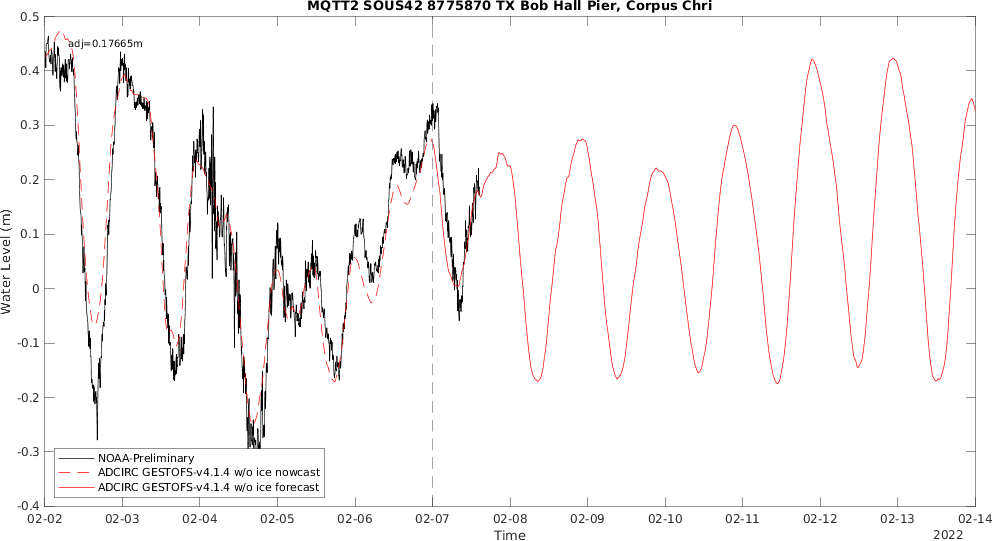 MQTT2 SOUS42 8775870 TX Bob Hall Pier, Corpus Chri
adj=0.17665m
Water Level (m)
0.5
0.4
0.3
0.2
0.1
0
-0.1
-0.2
-0.3
-0.4
NOAA-Preliminary
ADCIRC GESTOFS-v4.1.4 w/o ice nowcast
ADCIRC GESTOFS-v4.1.4 w/o ice forecast
02-02 02-03 02-04 02-05 02-06 02-07 02-08 02-09 02-10 02-11 02-12 02-13 02-14
Time
2022